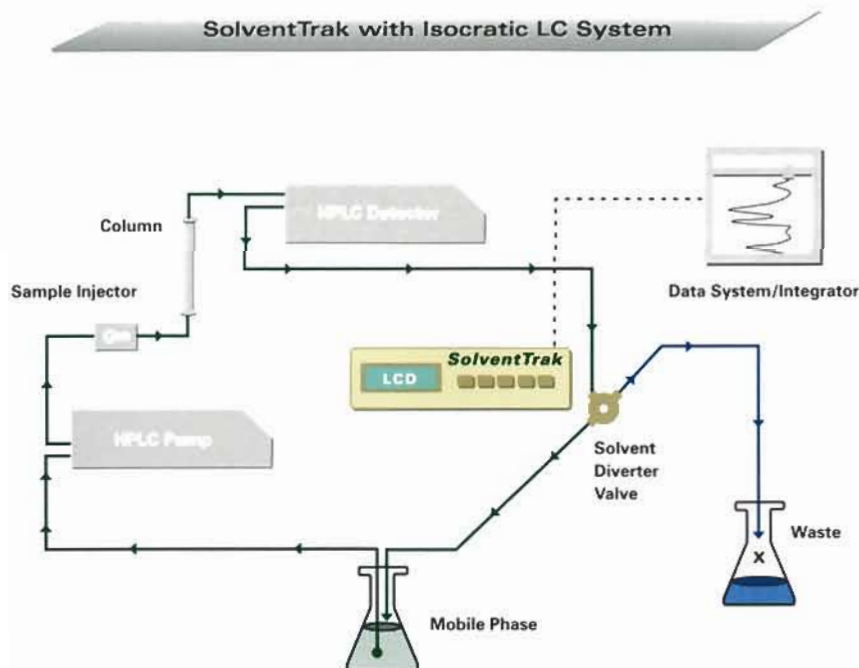 SolventTrak with Isocratic LC System
HPLC Detector
Column
Sample Injector
Data System/Integrator
SolventTrak
LCD
HPLC Pump
Solvent
Diverter
Valve
Waste
X
Mobile Phase